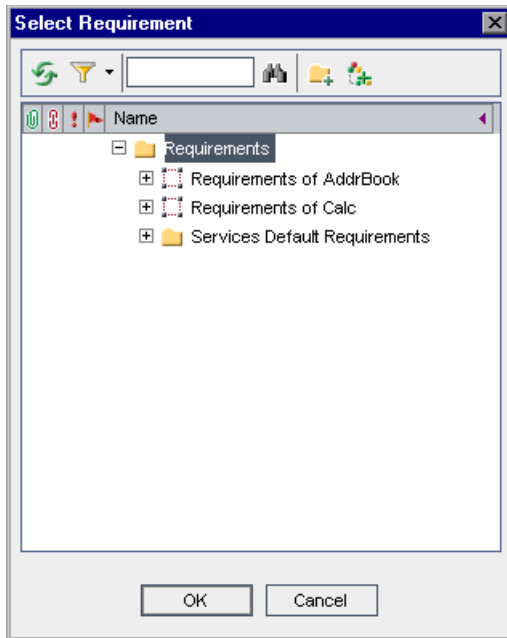 Select Requirement
Name
Requirements
Requirements of AddrBook
Requirements of Calc
Services Default Requirements
OK Cancel